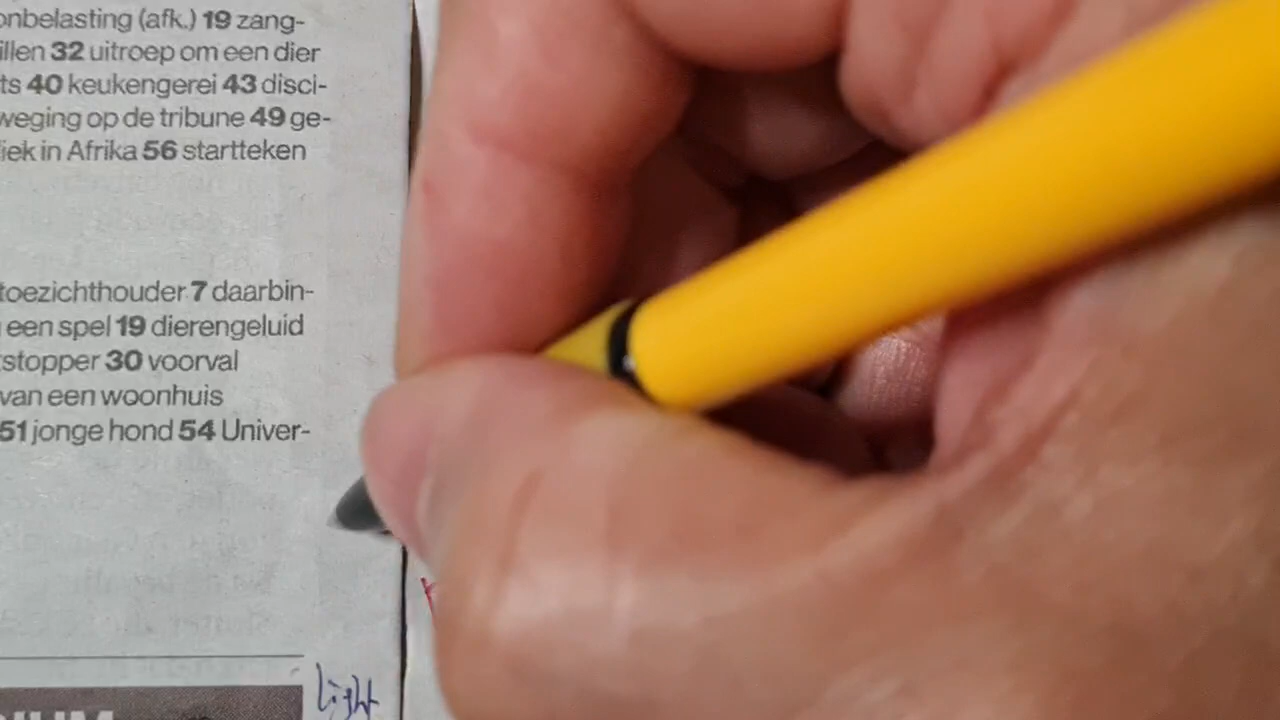 onbelasting (afk.) 19 zang-
illen 32 uitroep om een dier
ts 40 keukengerei 43 disci-
weging op de tribune 49 ge-
iek in Afrika 56 startteken
toezichthouder 7 daarbin-
een spel 19 dierengeluid
stopper 30 voorval
van een woonhuis
51 jonge hond 54 Univer-
light
IUM